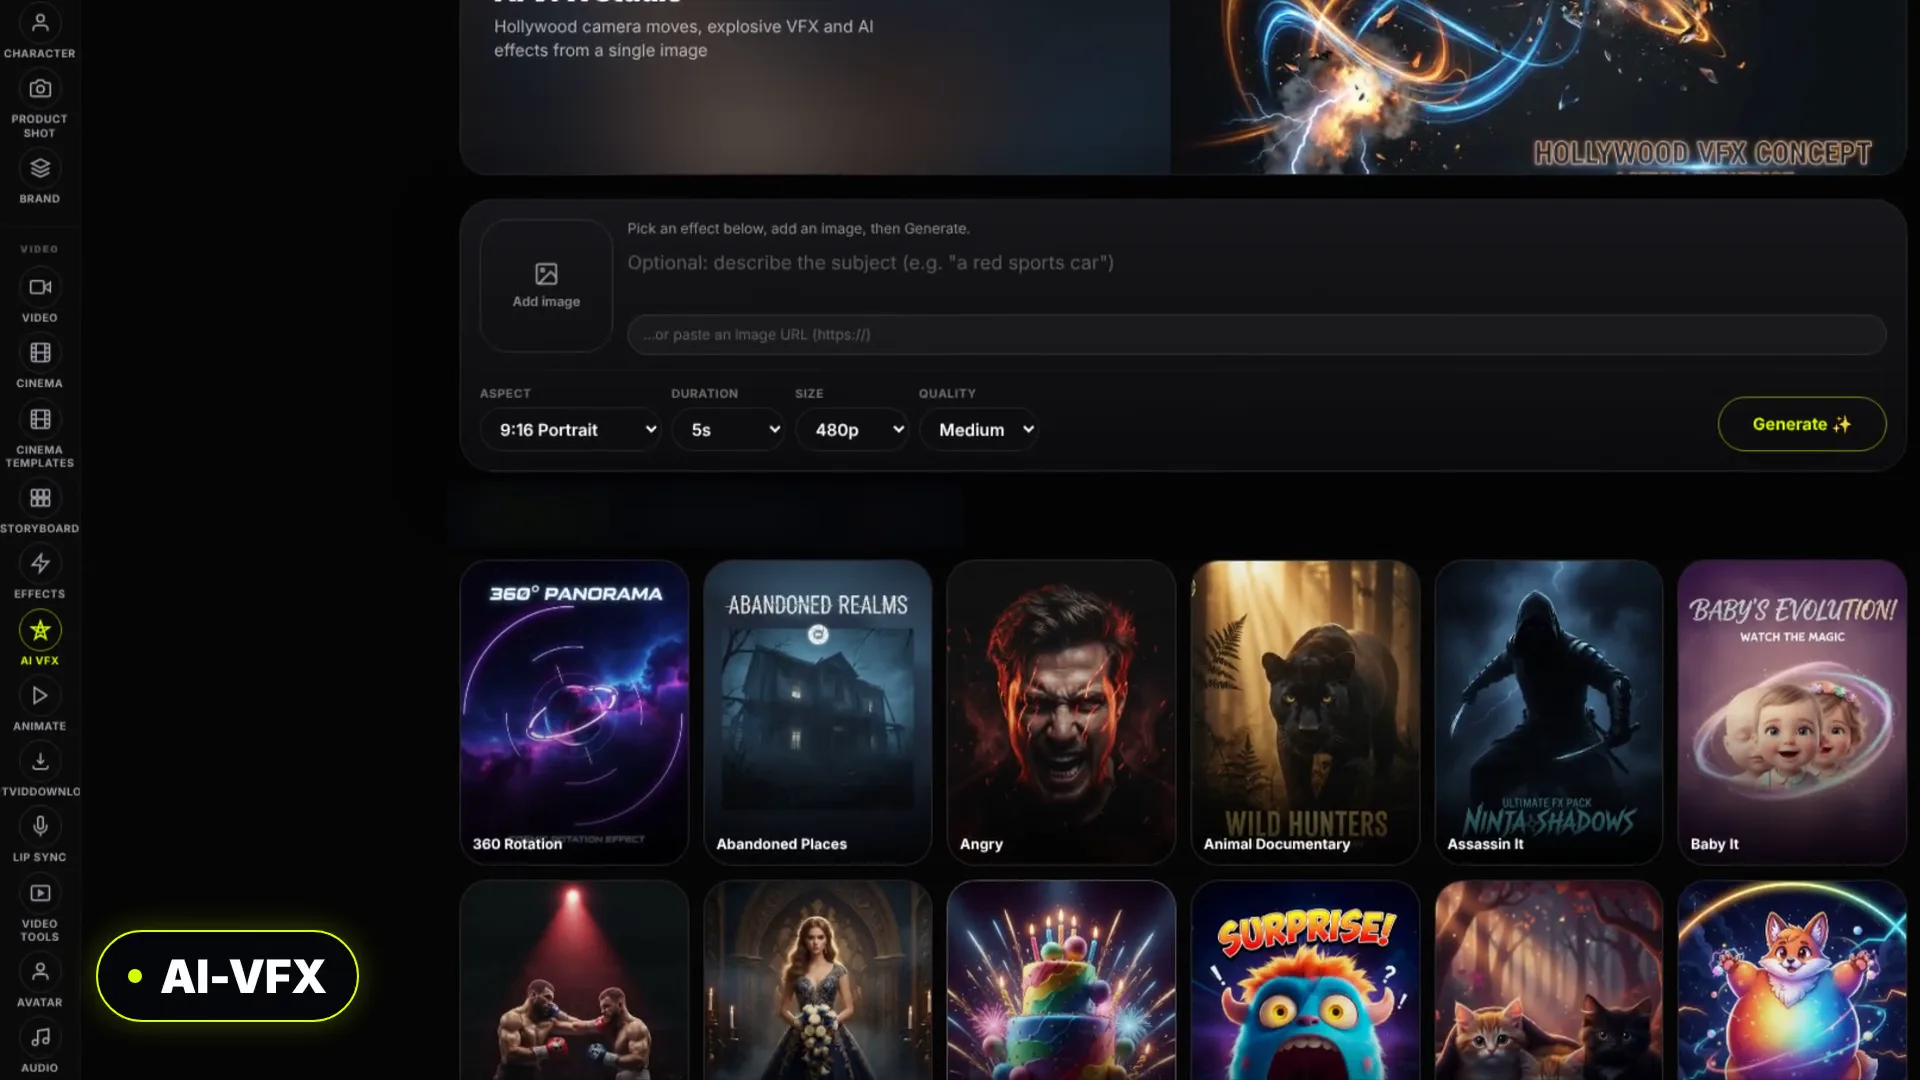 CHARACTER
PRODUCT
SHOT
BRAND
VIDEO
VIDEO
CINEMA
CINEMA
TEMPLATES
STORYBOARD
EFFECTS
AI VFX
ANIMATE
TVIDDOWNLO
LIP SYNC
VIDEO
TOOLS
AVATAR
AUDIO
Hollywood camera moves, explosive VFX and AI
effects from a single image
HOLLYWOOD VFX CONCEPT
Pick an effect below, add an image, then Generate.
Optional: describe the subject (e.g. "a red sports car")
Add image
...or paste an image URL (https://)
ASPECT
DURATION
SIZE
QUALITY
9:16 Portrait
5s
480p
Medium
Generate ✨
360° PANORAMA
360 Rotation
ABANDONED REALMS
Abandoned Places
Angry
WILD HUNTERS
Animal Documentary
ULTIMATE FX PACK
NINJA SHADOWS
Assassin It
BABY'S EVOLUTION!
WATCH THE MAGIC
Baby It
SURPRISE!
AI-VFX